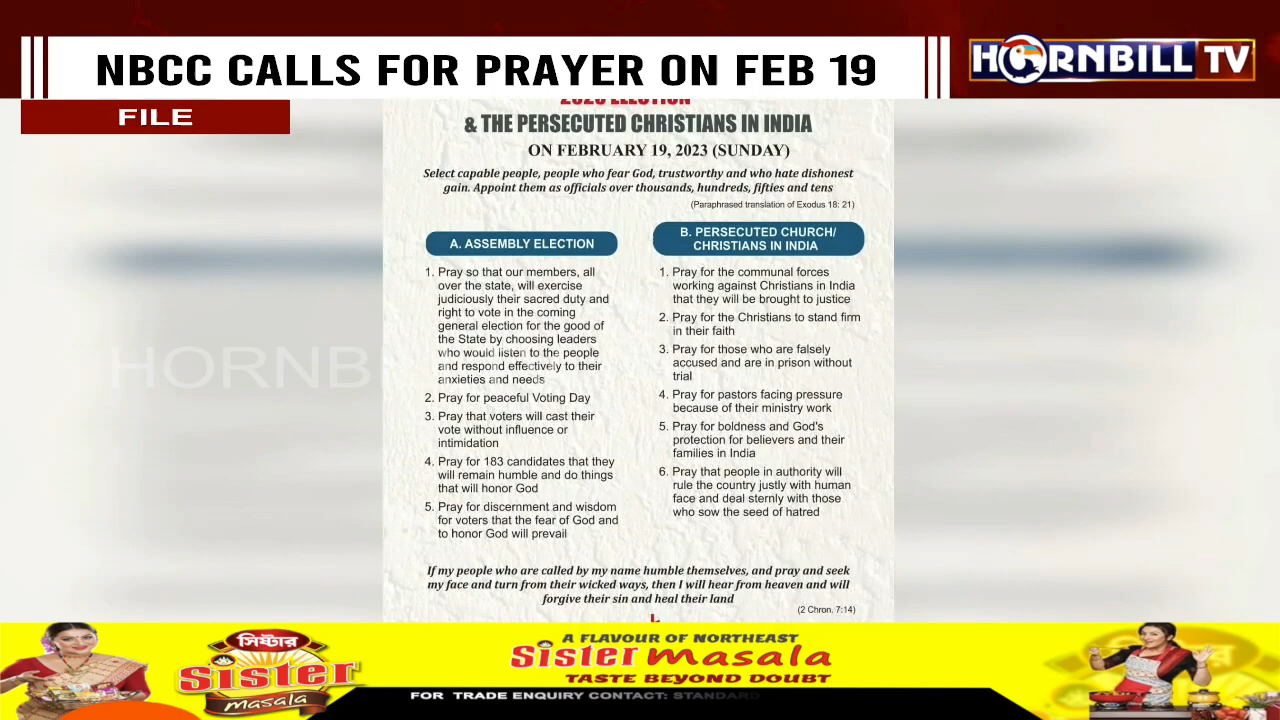 NBCC CALLS FOR PRAYER ON FEB 19
HORNBILL TV
FILE
2023 ELECTION
& THE PERSECUTED CHRISTIANS IN INDIA
ON FEBRUARY 19, 2023 (SUNDAY)
Select capable people, people who fear God, trustworthy and who hate dishonest
gain. Appoint them as officials over thousands, hundreds, fifties and tens
(Paraphrased translation of Exodus 18: 21)
A. ASSEMBLY ELECTION
1. Pray so that our members, all
over the state, will exercise
judiciously their sacred duty and
right to vote in the coming
general election for the good of
the State by choosing leaders
who would listen to the people
and respond effectively to their
anxieties and needs
2. Pray for peaceful Voting Day
3. Pray that voters will cast their
vote without influence or
intimidation
4. Pray for 183 candidates that they
will remain humble and do things
that will honor God
5. Pray for discernment and wisdom
for voters that the fear of God and
to honor God will prevail
B. PERSECUTED CHURCH/
CHRISTIANS IN INDIA
1. Pray for the communal forces
working against Christians in India
that they will be brought to justice
2. Pray for the Christians to stand firm
in their faith
3. Pray for those who are falsely
accused and are in prison without
trial
4. Pray for pastors facing pressure
because of their ministry work
5. Pray for boldness and God's
protection for believers and their
families in India
6. Pray that people in authority will
rule the country justly with human
face and deal sternly with those
who sow the seed of hatred
If my people who are called by my name humble themselves, and pray and seek
my face and turn from their wicked ways, then I will hear from heaven and will
forgive their sin and heal their land
(2 Chron. 7:14)
HORNBI
সিষ্টার
Sister
masala
A FLAVOUR OF NORTHEAST
Sister masala
TASTE BEYOND DOUBT
FOR TRADE ENQUIRY CONTACT: STANDARD